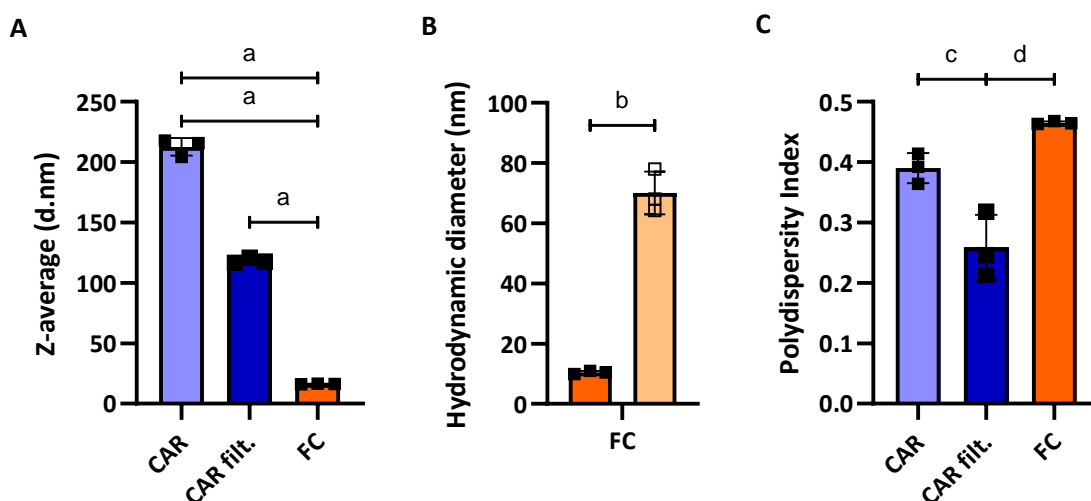 A
a
a
a
Z-average (d.nm)
250
200
150
100
50
0
CAR
CAR filt.
FC
B
b
Hydrodynamic diameter (nm)
100
80
60
40
20
0
FC
C
c
d
Polydispersity Index
0.5
0.4
0.3
0.2
0.1
0.0
CAR
CAR filt.
FC